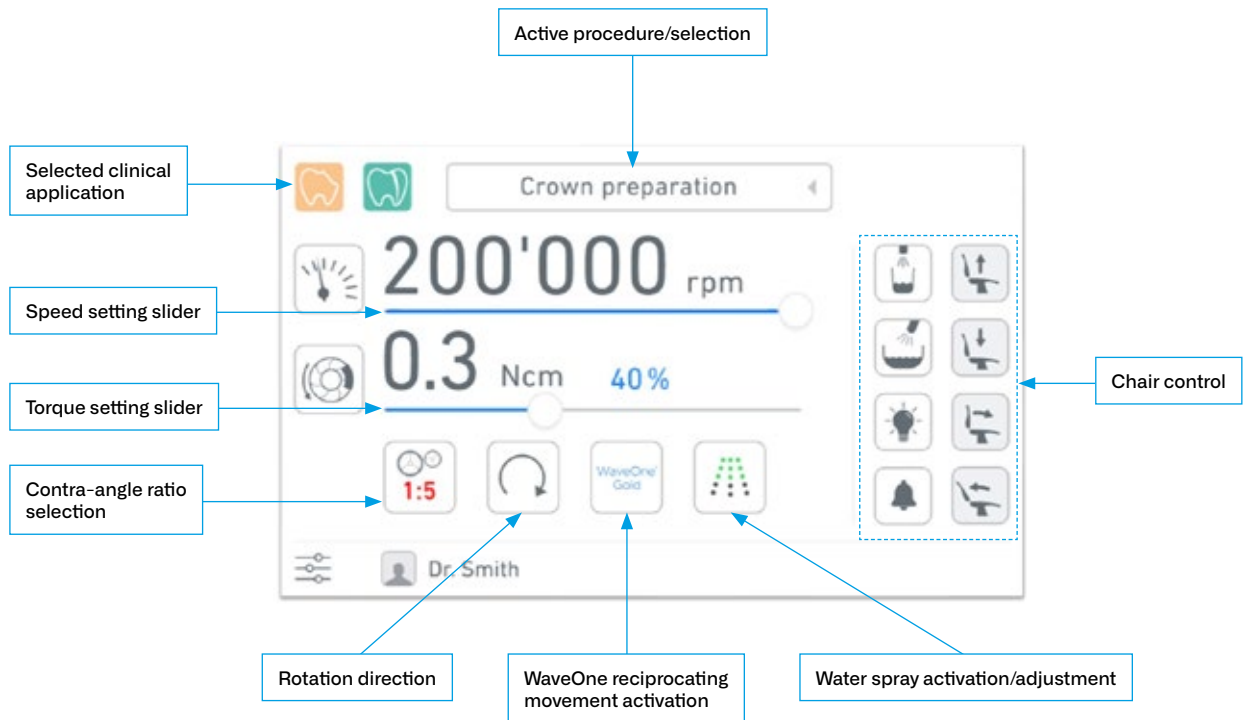 Active procedure/selection
Selected clinical
application
Crown preparation
200'000 rpm
Speed setting slider
0.3 Ncm 40%
Torque setting slider
Chair control
1:5
WaveOne
Gold
Contra-angle ratio
selection
Dr. Smith
Rotation direction
WaveOne reciprocating
movement activation
Water spray activation/adjustment